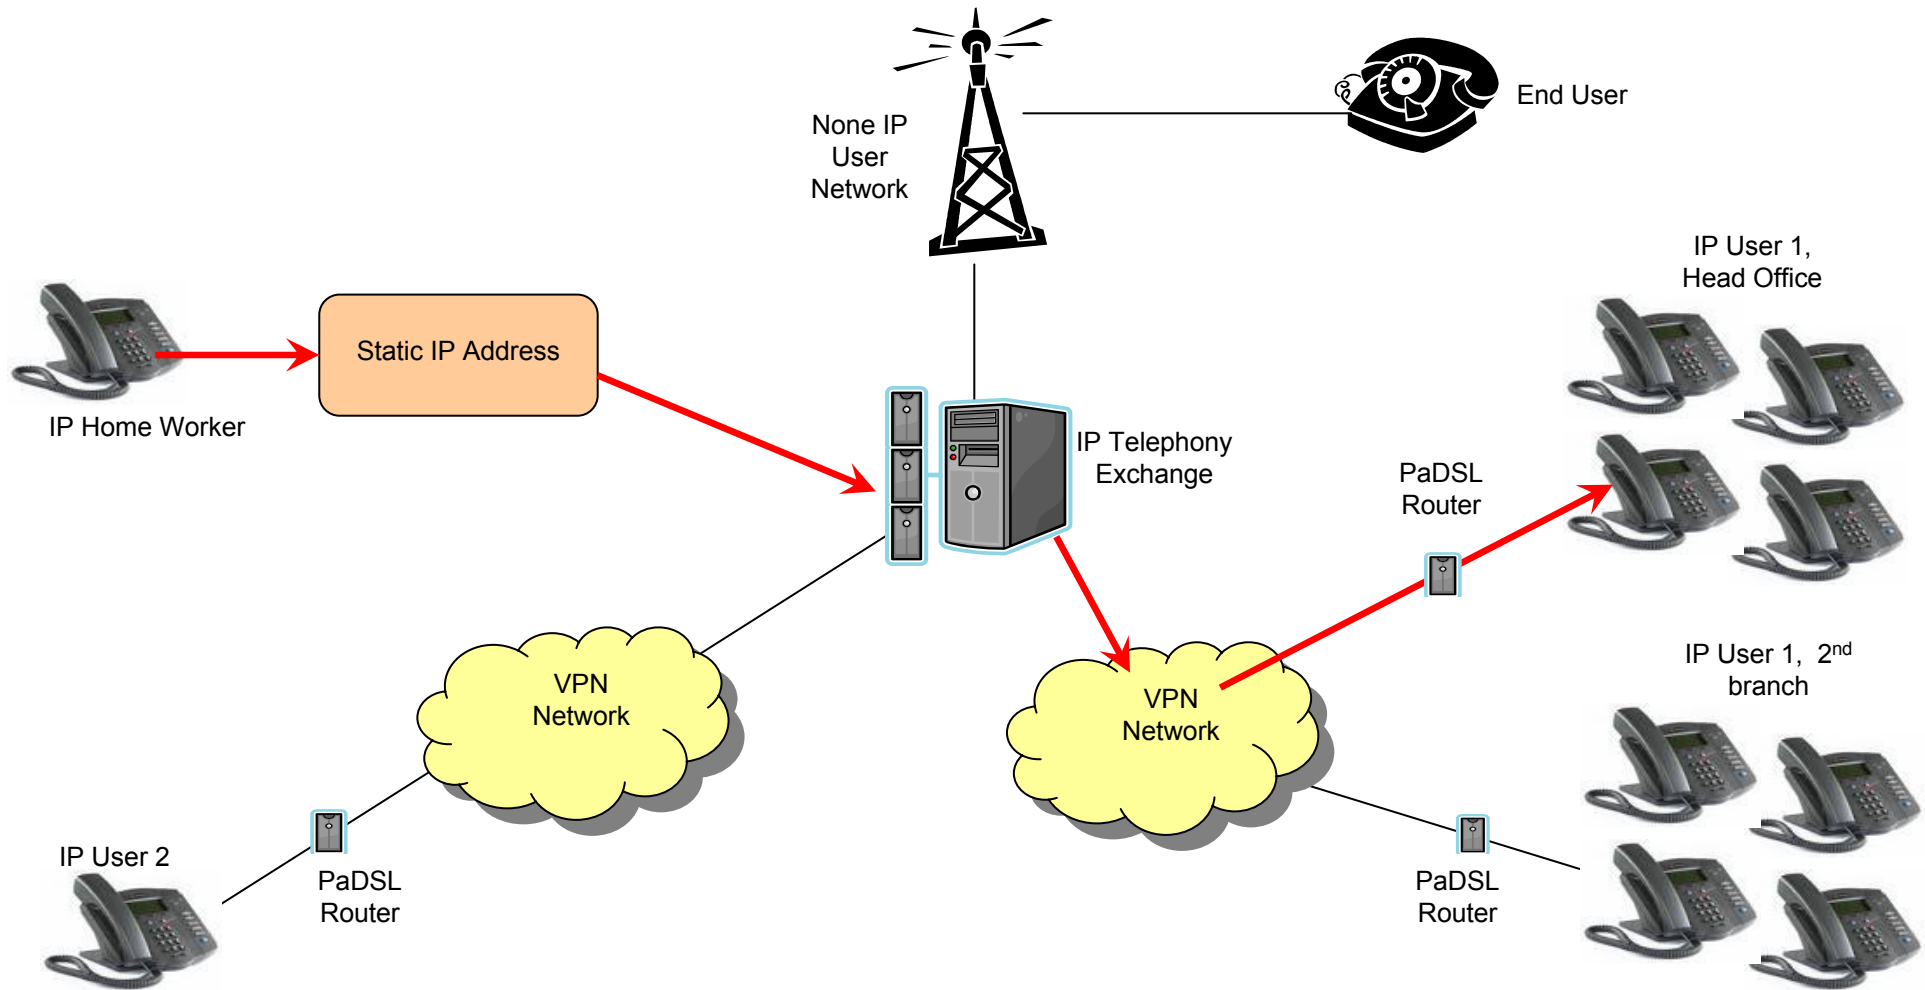 End User
None IP
User
Network
IP User 1,
Head Office
Static IP Address
IP Home Worker
IP Telephony
Exchange
PaDSL
Router
VPN
Network
VPN
Network
IP User 1,  2nd
branch
IP User 2
PaDSL
Router
PaDSL
Router